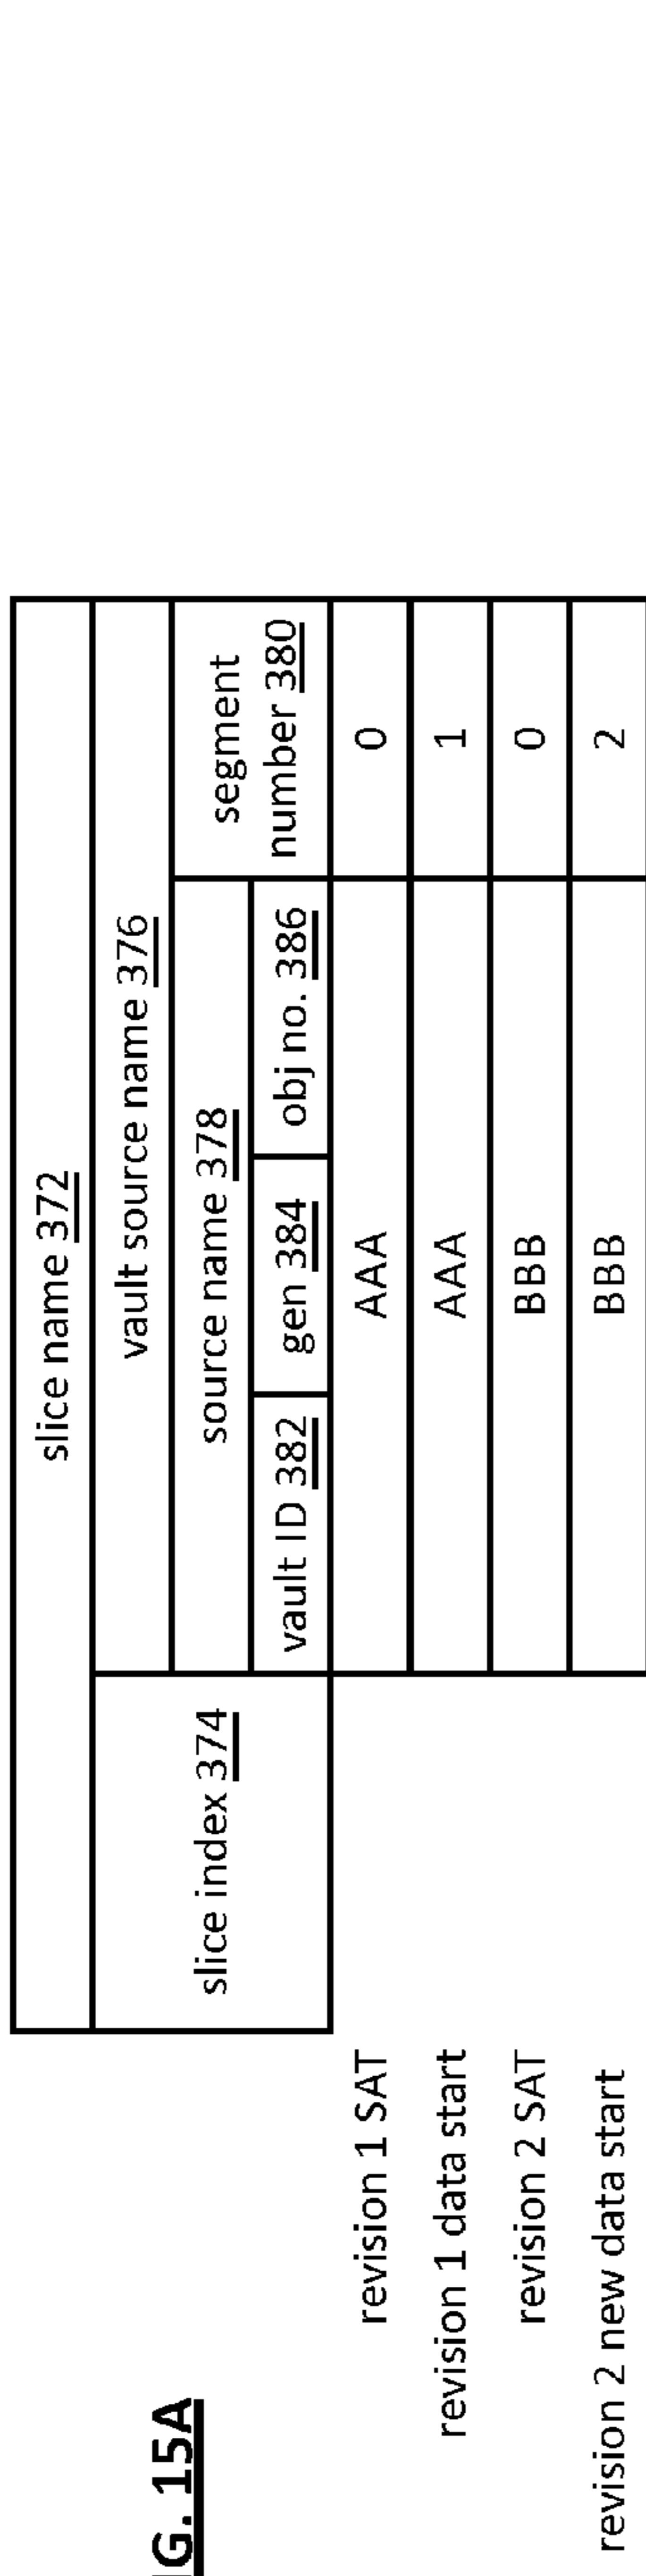 slice name 372
G. 15A
slice index 374
vault source name 376
source name 378
segment
number 380
vault ID 382
gen 384
obj no. 386
revision 1 SAT
AAA
0
revision 1 data start
AAA
1
revision 2 SAT
BBB
0
revision 2 new data start
BBB
2